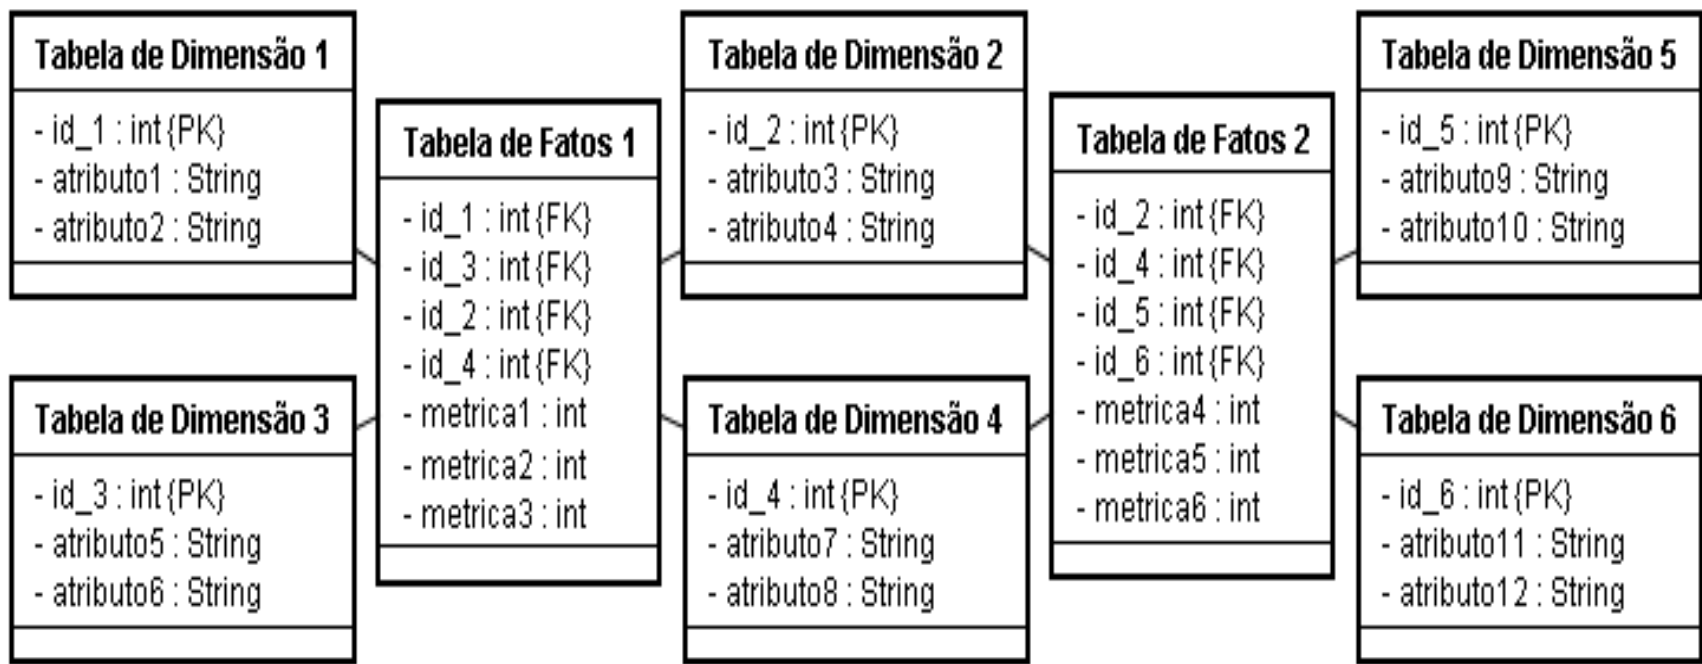 Tabela de Dimensão 1
- id_1 : int {PK}
- atributo1 : String
- atributo2 : String
Tabela de Dimensão 3
- id_3 : int {PK}
- atributo5 : String
- atributo6 : String
Tabela de Fatos 1
- id_1 : int {FK}
- id_3 : int {FK}
- id_2 : int {FK}
- id_4 : int {FK}
- metrica1 : int
- metrica2 : int
- metrica3 : int
Tabela de Dimensão 2
- id_2 : int {PK}
- atributo3 : String
- atributo4 : String
Tabela de Dimensão 4
- id_4 : int {PK}
- atributo7 : String
- atributo8 : String
Tabela de Fatos 2
- id_2 : int {FK}
- id_4 : int {FK}
- id_5 : int {FK}
- id_6 : int {FK}
- metrica4 : int
- metrica5 : int
- metrica6 : int
Tabela de Dimensão 5
- id_5 : int {PK}
- atributo9 : String
- atributo10 : String
Tabela de Dimensão 6
- id_6 : int {PK}
- atributo11 : String
- atributo12 : String